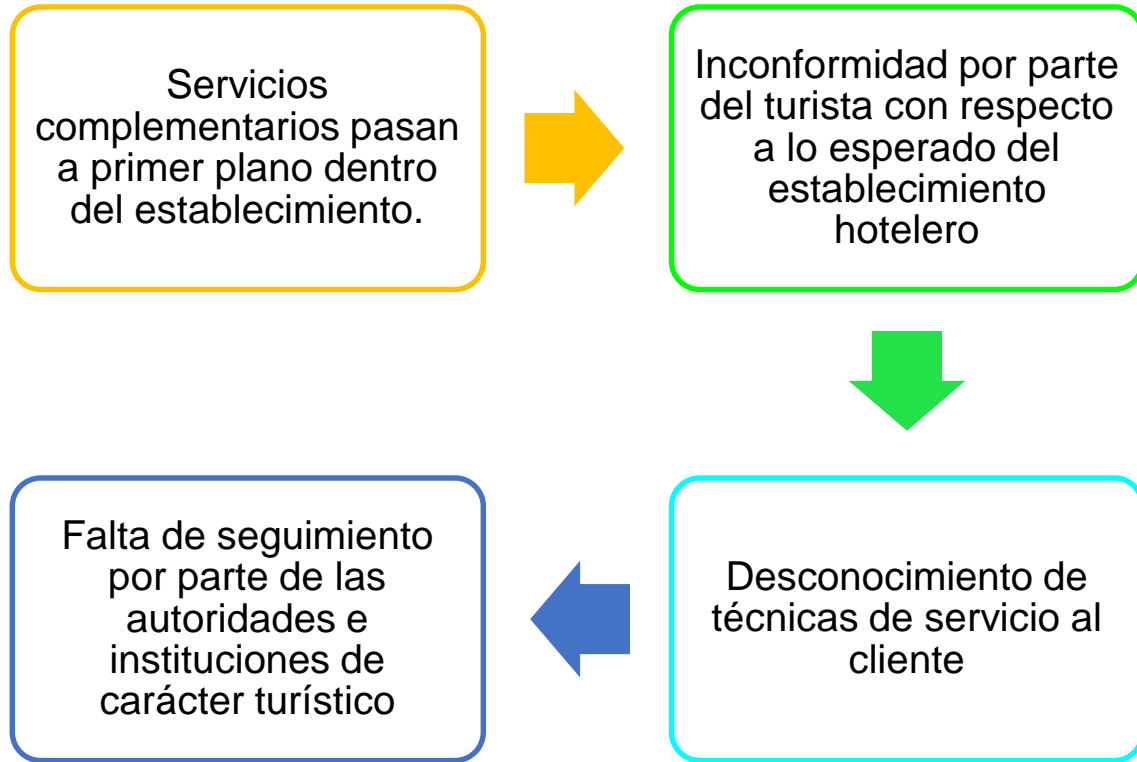 Servicios
complementarios pasan
a primer plano dentro
del establecimiento.
Inconformidad por parte
del turista con respecto
a lo esperado del
establecimiento
hotelero
Desconocimiento de
técnicas de servicio al
cliente
Falta de seguimiento
por parte de las
autoridades e
instituciones de
carácter turístico